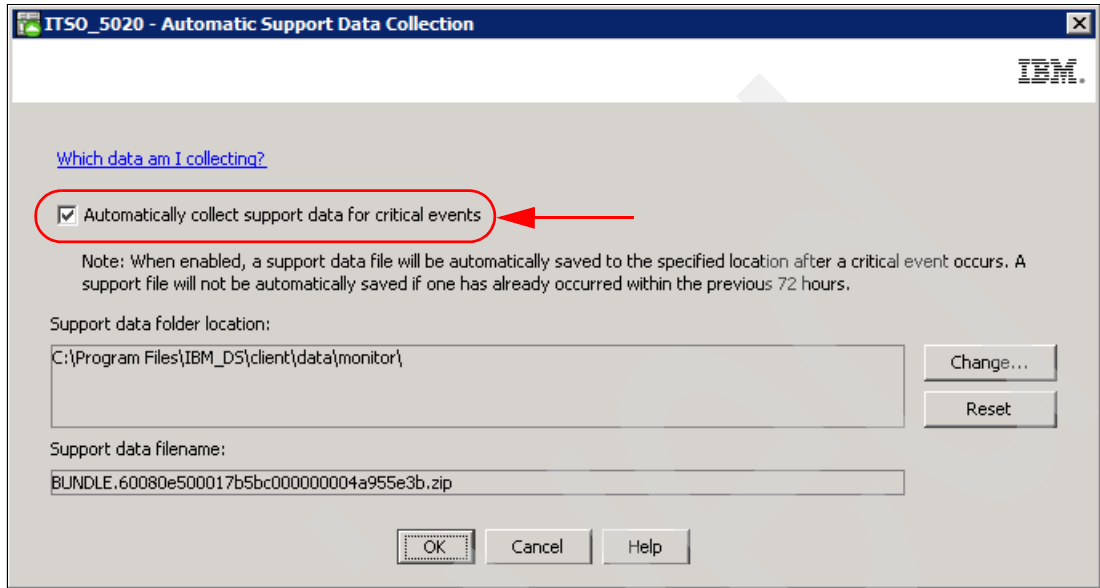 ITSO_5020 - Automatic Support Data Collection
IBM.
Which data am I collecting?
Automatically collect support data for critical events
Note: When enabled, a support data file will be automatically saved to the specified location after a critical event occurs. A
support file will not be automatically saved if one has already occurred within the previous 72 hours.
Support data folder location:
C:\Program Files\IBM_DS\client\data\monitor\
Change...
Reset
Support data filename:
BUNDLE.60080e500017b5bc000000004a955e3b.zip
OK
Cancel
Help